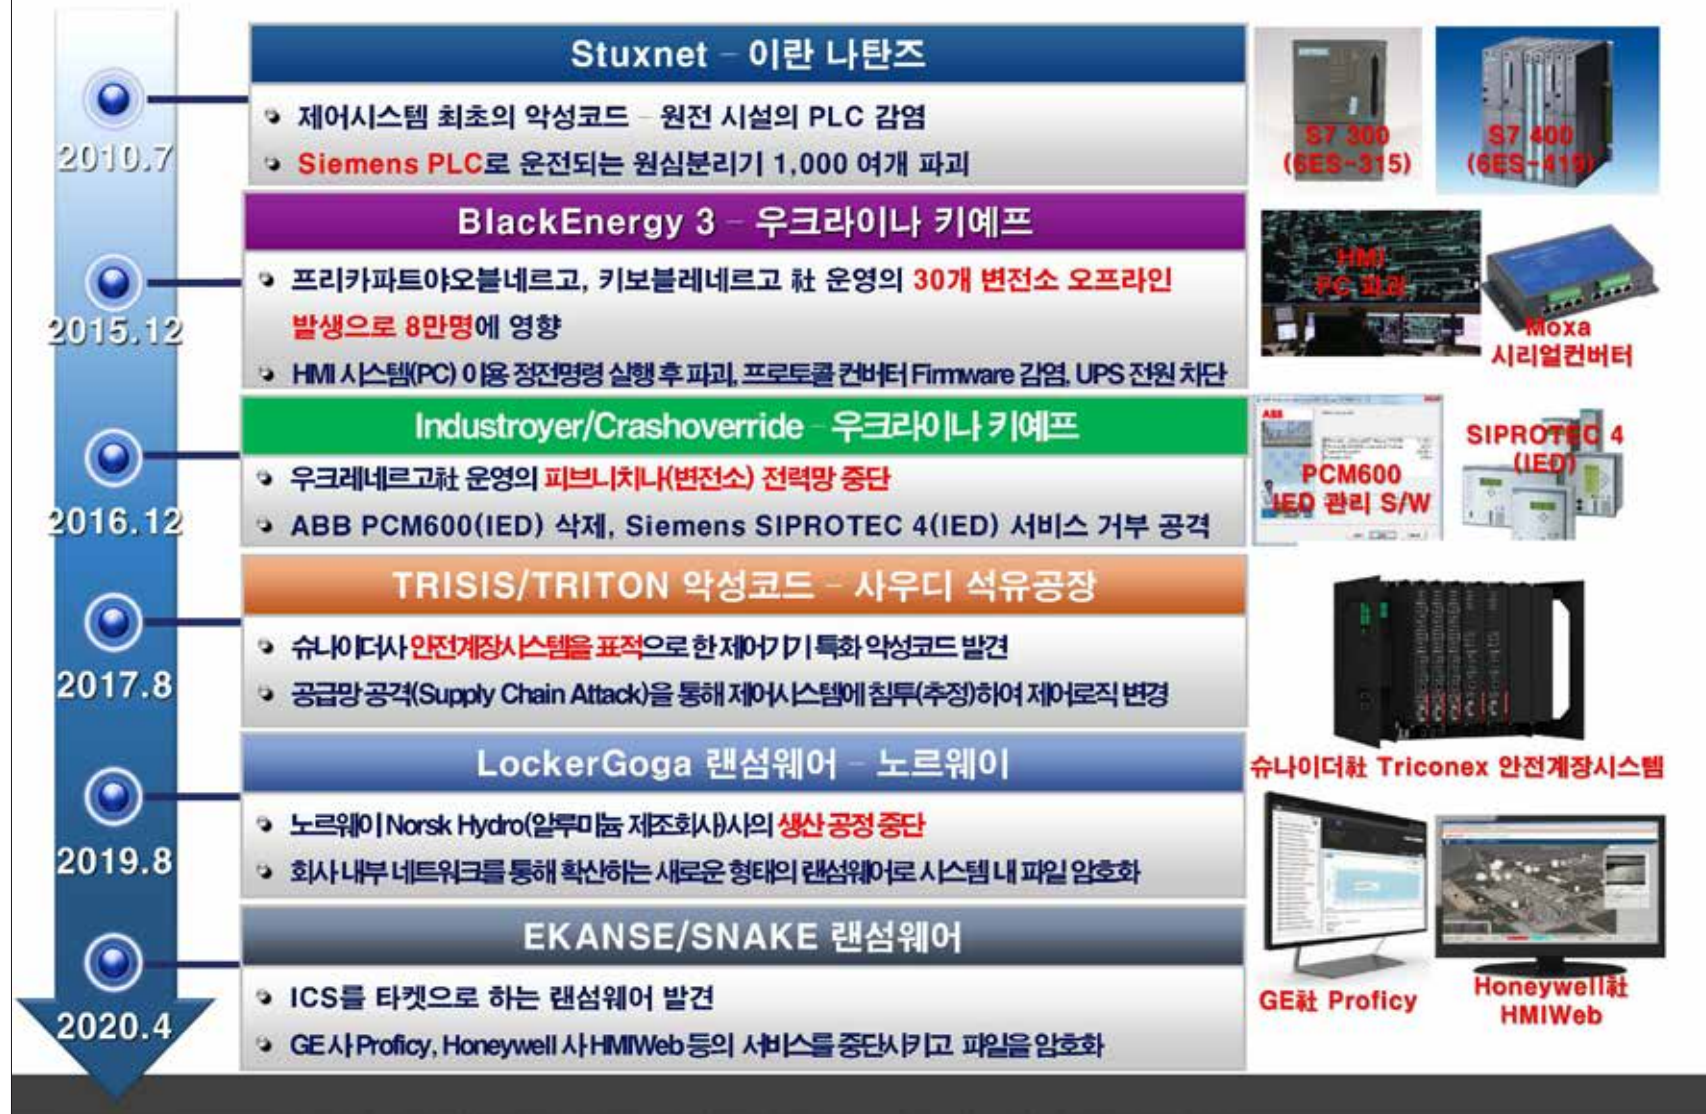 Stuxnet – 이란 나탄즈
2010.7
제어시스템 최초의 악성코드 – 원전 시설의 PLC 감염
Siemens PLC로 운전되는 원심분리기 1,000 여개 파괴
S7 300
(6ES-315)
S7 400
(6ES-415)
BlackEnergy 3 – 우크라이나 키예프
2015.12
프리카파트야오블네르고, 키보블레네르고 社 운영의 30개 변전소 오프라인
발생으로 8만명에 영향
HMI 시스템(PC) 이용 정전명령 실행 후 파괴, 프로토콜 컨버터 Firmware 감염, UPS 전원 차단
HMI
PC 파괴
Moxa
시리얼컨버터
Industroyer/Crashoverride – 우크라이나 키예프
2016.12
우크레네르고社 운영의 피브니치나(변전소) 전력망 중단
ABB PCM600(IED) 삭제, Siemens SIPROTEC 4(IED) 서비스 거부 공격
ABB
PCM600
IED 관리 S/W
SIPROTEC 4
(IED)
TRISIS/TRITON 악성코드 – 사우디 석유공장
2017.8
슈나이더사 안전계장시스템을 표적으로 한 제어기기 특화 악성코드 발견
공급망 공격(Supply Chain Attack)을 통해 제어시스템에 침투(추정)하여 제어로직 변경
슈나이더社 Triconex 안전계장시스템
LockerGoga 랜섬웨어 – 노르웨이
2019.8
노르웨이 Norsk Hydro(알루미늄 제조회사)사의 생산 공정 중단
회사 내부 네트워크를 통해 확산하는 새로운 형태의 랜섬웨어로 시스템 내 파일 암호화
EKANSE/SNAKE 랜섬웨어
2020.4
ICS를 타켓으로 하는 랜섬웨어 발견
GE 사 Proficy, Honeywell 사 HMIWeb 등의 서비스를 중단시키고 파일을 암호화
GE社 Proficy
Honeywell社
HMIWeb